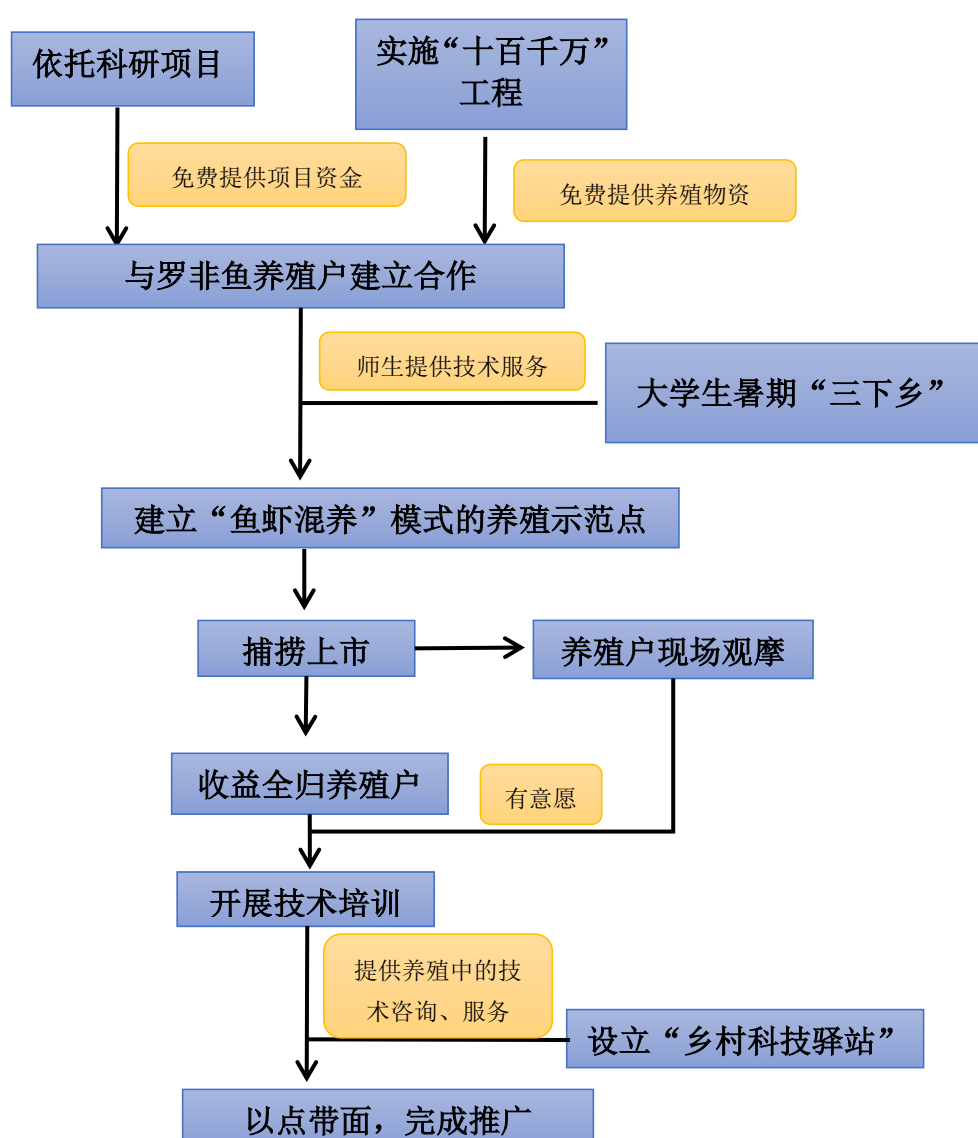 依托科研项目
实施“十百千万”
工程
免费提供项目资金
免费提供养殖物资
与罗非鱼养殖户建立合作
师生提供技术服务
大学生暑期“三下乡”
建立“鱼虾混养”模式的养殖示范点
捕捞上市
养殖户现场观摩
收益全归养殖户
有意愿
开展技术培训
提供养殖中的技
术咨询、服务
设立“乡村科技驿站”
以点带面，完成推广